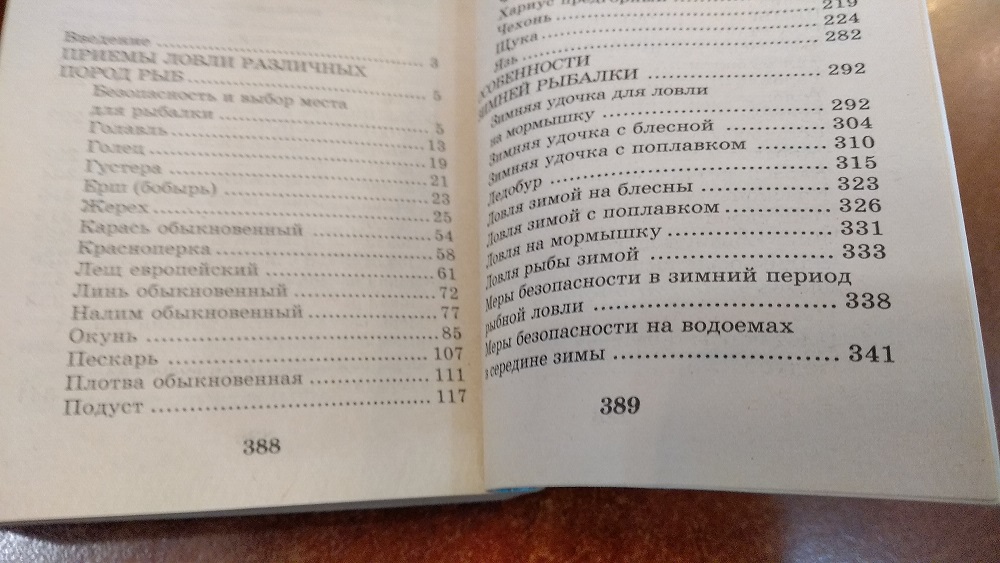 Введение ........ 3
ПРИЕМЫ ЛОВЛИ РАЗЛИЧНЫХ
ПОРОД РЫБ ........ 5
Безопасность и выбор места
для рыбалки ........ 5
Голавль ........ 13
Голец ........ 19
Густера ........ 21
Ерш (бобырь) ........ 23
Жерех ........ 25
Карась обыкновенный ........ 54
Красноперка ........ 58
Лещ европейский ........ 61
Линь обыкновенный ........ 72
Налим обыкновенный ........ 77
Окунь ........ 85
Пескарь ........ 107
Плотва обыкновенная ........ 111
Подуст ........ 117
388
Хариус предгорный ........ 219
Чехонь ........ 224
Щука ........ 282
Язь ........ 292
ОСОБЕННОСТИ
ЗИМНЕЙ РЫБАЛКИ ........ 292
Зимняя удочка для ловли
на мормышку ........ 304
Зимняя удочка с блесной ........ 310
Зимняя удочка с поплавком ........ 315
Ледобур ........ 323
Ловля зимой на блесны ........ 326
Ловля зимой с поплавком ........ 331
Ловля на мормышку ........ 333
Ловля рыбы зимой
Меры безопасности в зимний период
рыбной ловли ........ 338
Меры безопасности на водоемах
в середине зимы ........ 341
389